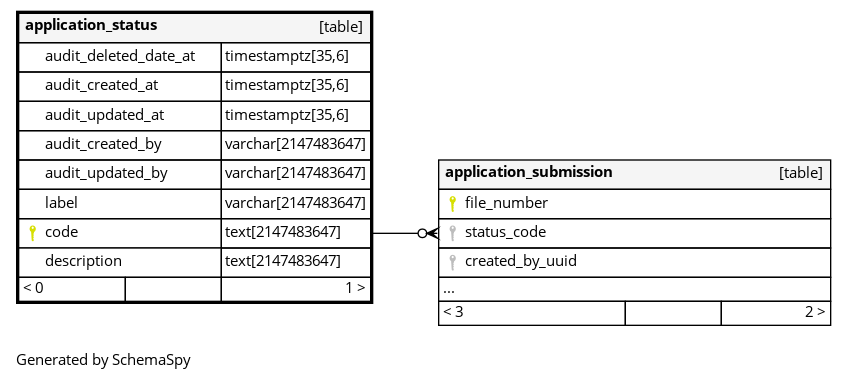 application_status [table]
audit_deleted_date_at timestamptz[35,6]
audit_created_at timestamptz[35,6]
audit_updated_at timestamptz[35,6]
audit_created_by varchar[2147483647]
audit_updated_by varchar[2147483647]
label varchar[2147483647]
code text[2147483647]
description text[2147483647]
< 0 1 >
application_submission [table]
file_number
status_code
created_by_uuid
...
< 3 2 >
Generated by SchemaSpy